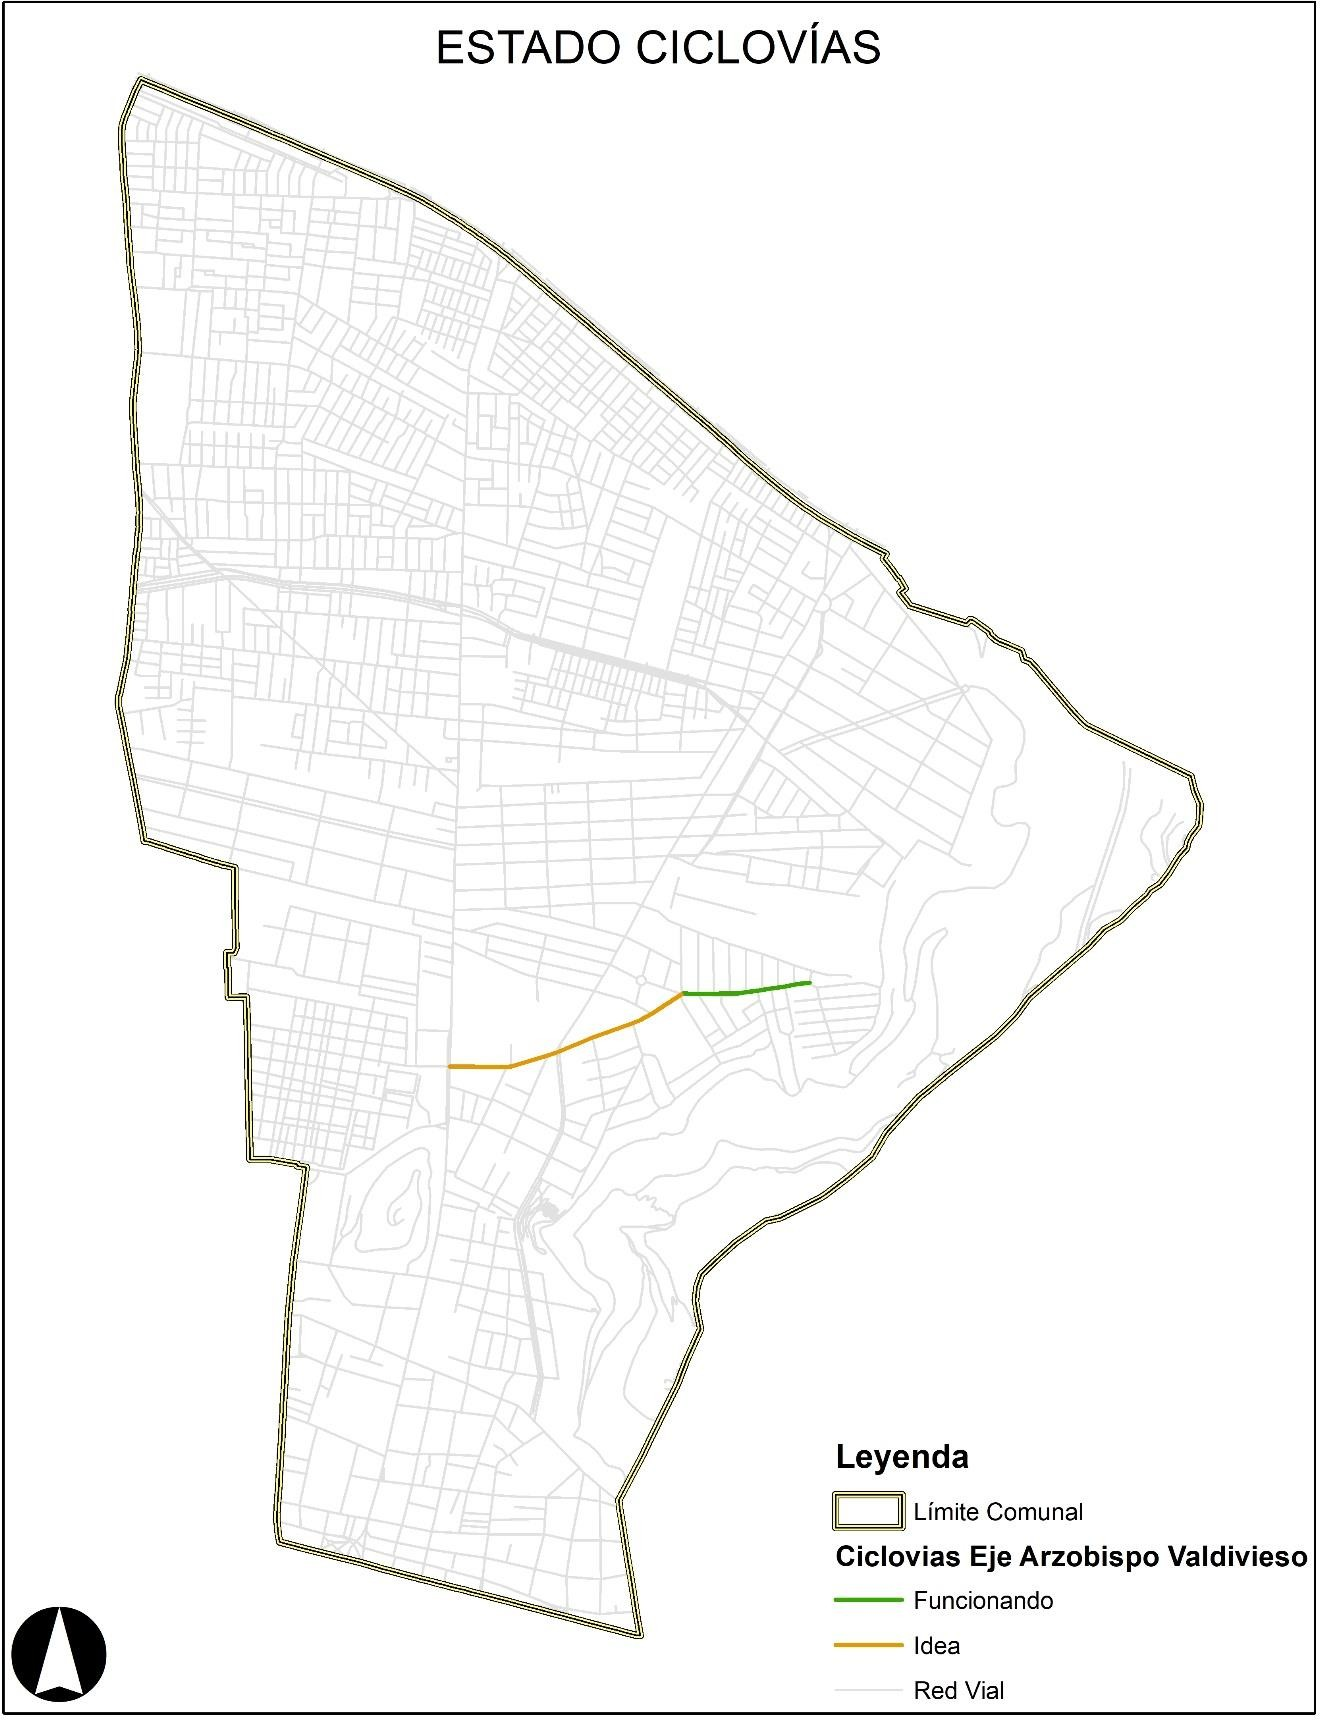 ESTADO CICLOVÍAS
Leyenda
Límite Comunal
Ciclovias Eje Arzobispo Valdivieso
Funcionando
Idea
Red Vial